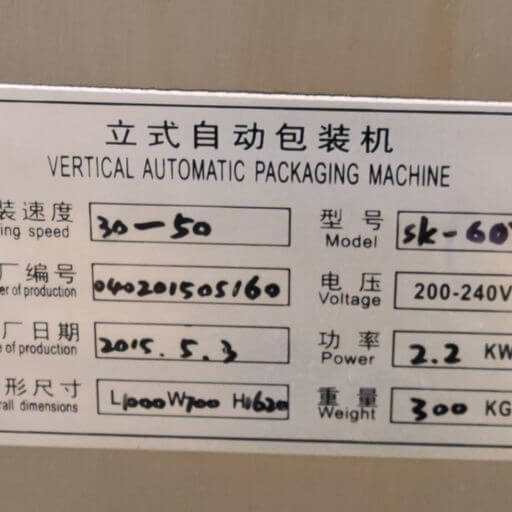 立式自动包装机
VERTICAL AUTOMATIC PACKAGING MACHINE
装速度 30-50 型号 SK-60
ing speed Model
厂编号 040201505160 电压 200-240V
er of production Voltage
厂日期 2015.5.3 功率 2.2 KW
e of production Power
形尺寸 L1000 W700 H1620 重量 300 KG
rall dimensions Weight